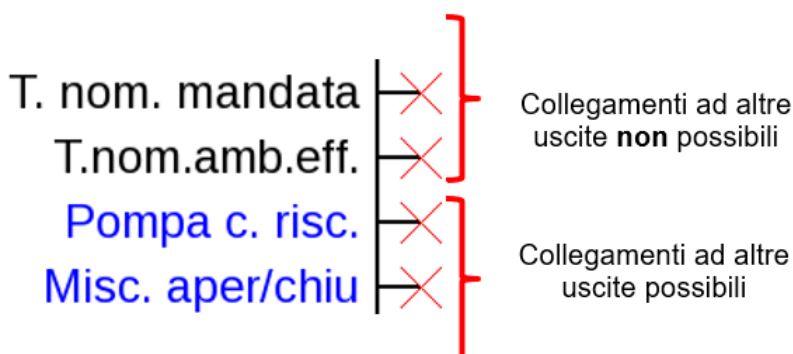 T. nom. mandata
T.nom.amb.eff.
Collegamenti ad altre
uscite non possibili
Pompa c. risc.
Misc. aper/chiu
Collegamenti ad altre
uscite possibili